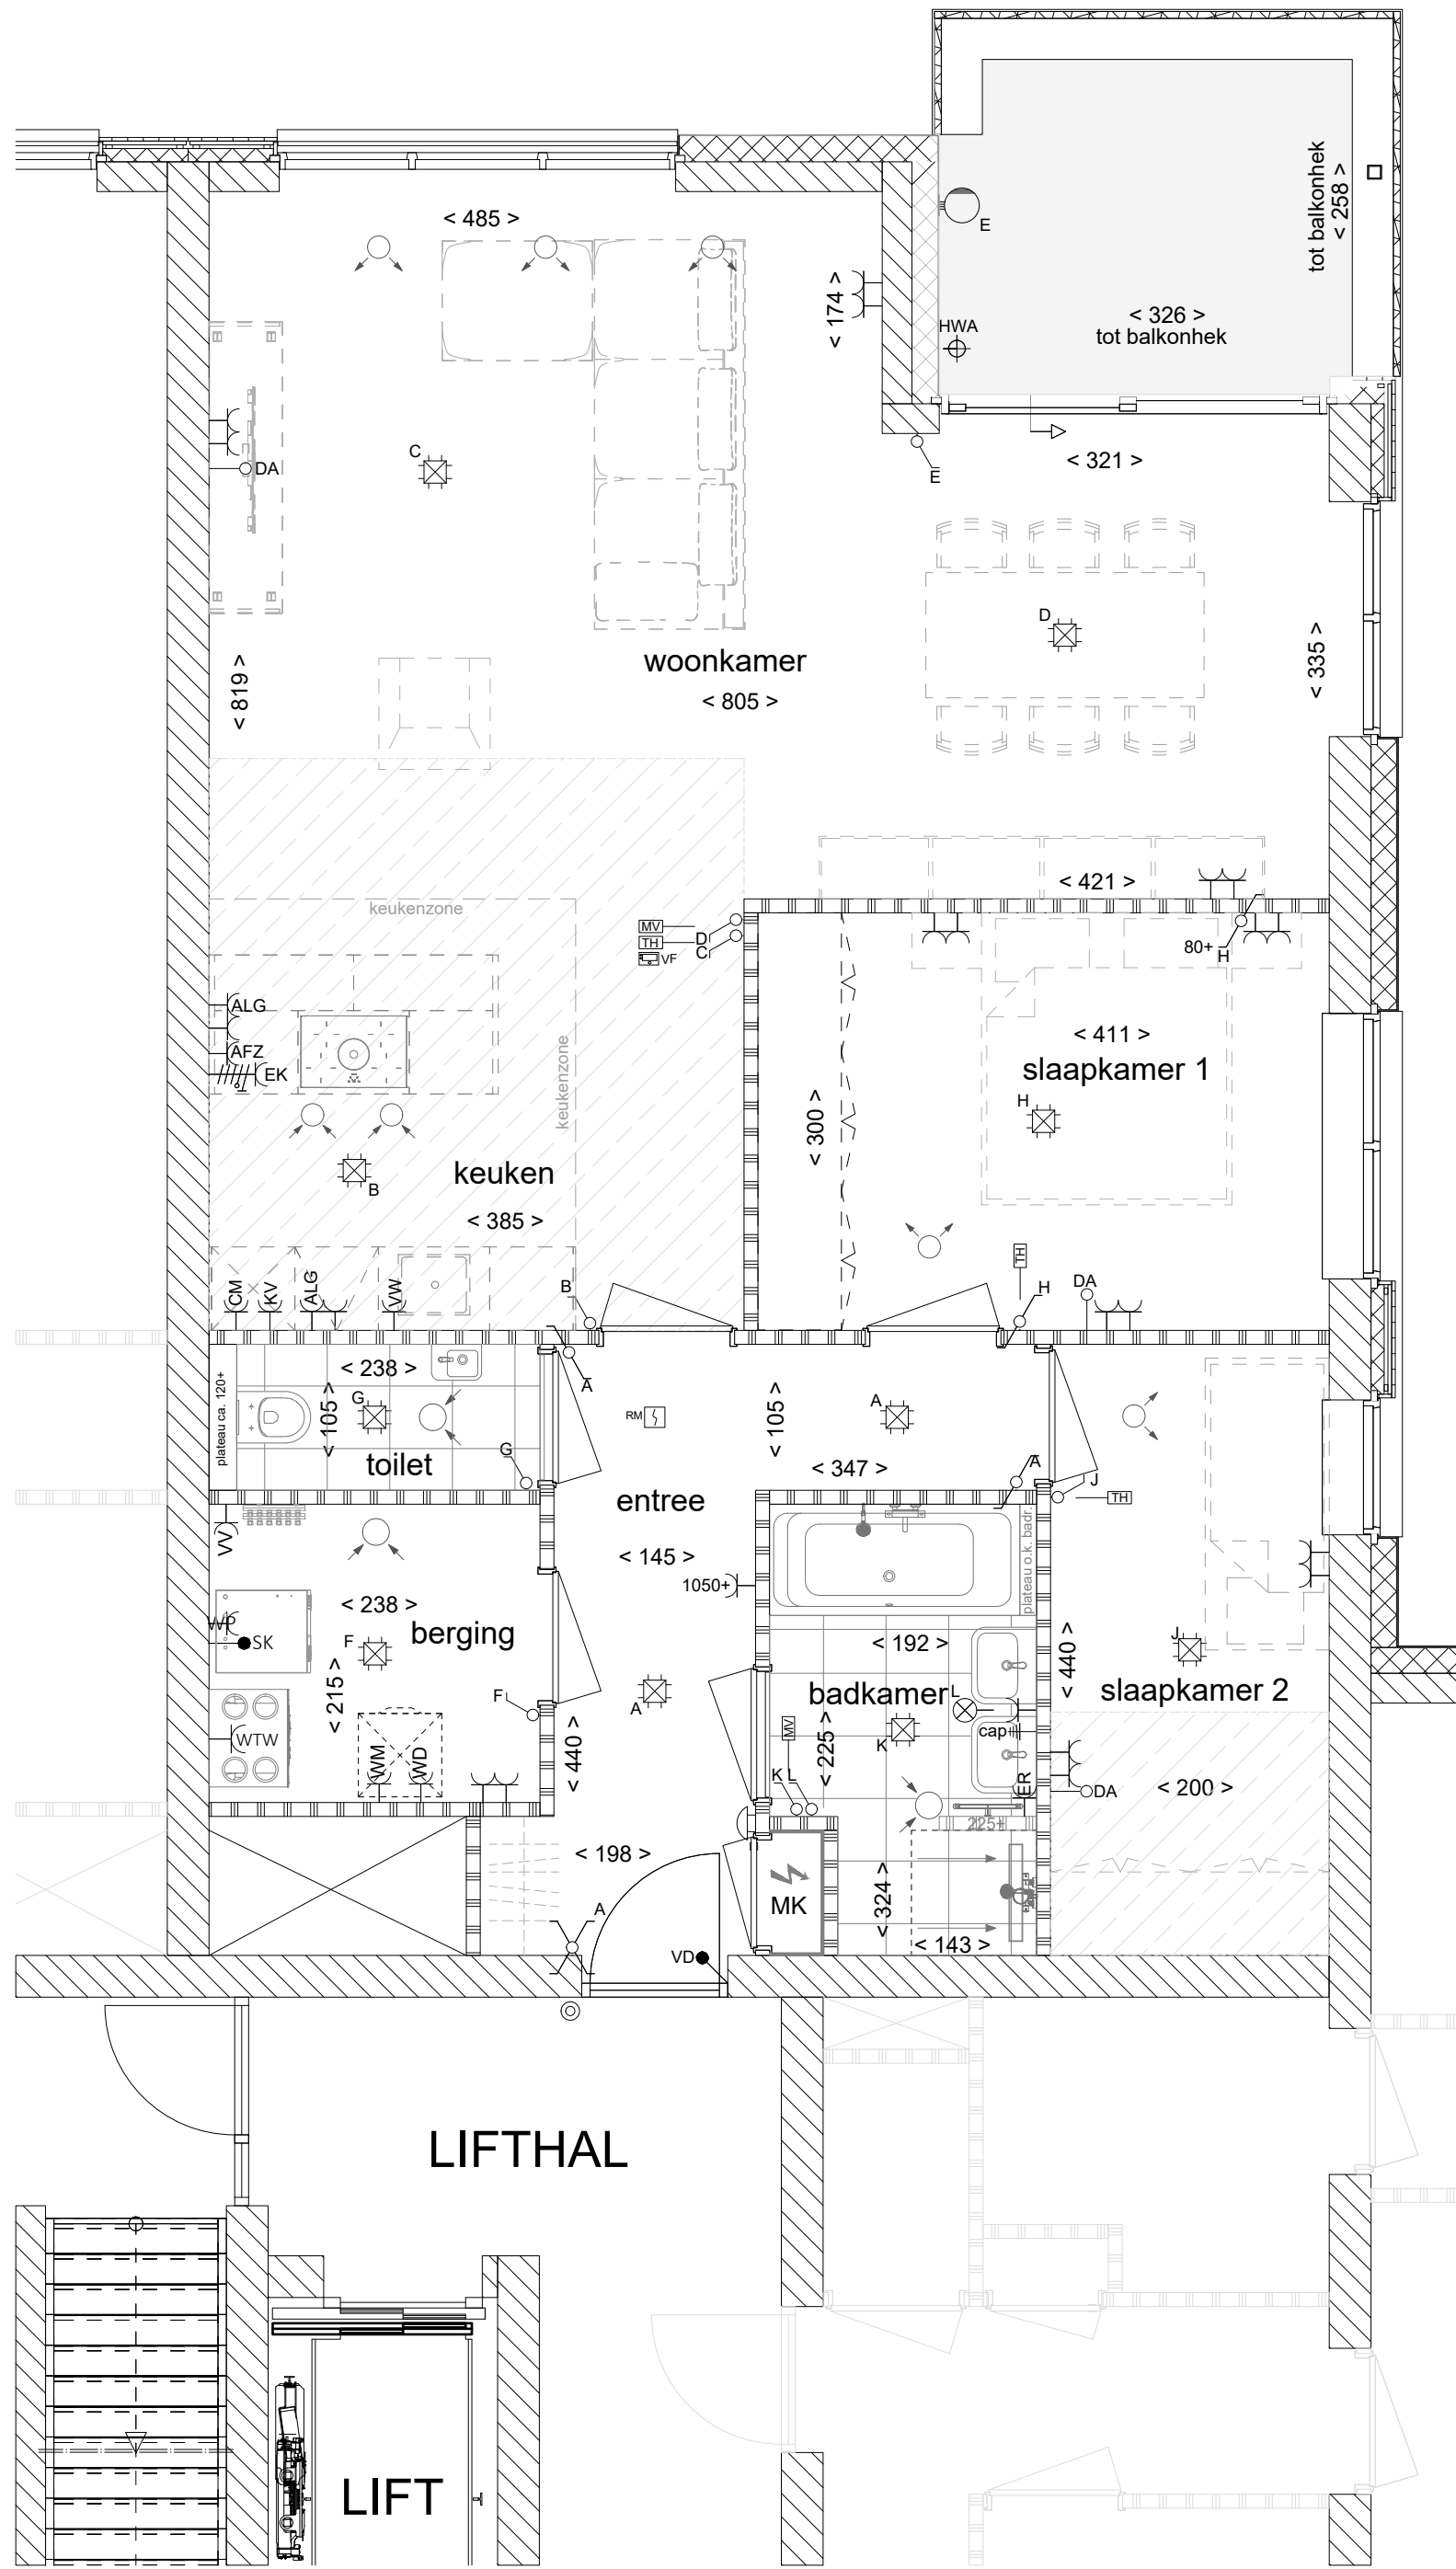 < 485 >
tot balkonhek
< 258 >
E
< 174 >
< 326 >
tot balkonhek
HWA
< 321 >
E
C
DA
D
woonkamer
< 805 >
< 819 >
< 335 >
< 421 >
keukenzone
MV
TH
VF
D
C
80+
H
ALG
AFZ
EK
keukenzone
< 411 >
slaapkamer 1
H
< 300 >
keuken
B
< 385 >
TH
CM
KV
ALG
VW
B
H
DA
< 238 >
A
plateau ca. 120+
< 105 >
G
toilet
G
RM
< 105 >
A
< 347 >
A
J
TH
entree
VV
< 145 >
1050+
plateau o.k. badr.
< 238 >
berging
WP
SK
F
< 215 >
F
WTW
WM
WD
< 440 >
A
< 192 >
badkamer
L
K
cap
MV
< 225 >
K L
ER
225+
< 440 >
J
slaapkamer 2
DA
< 200 >
< 198 >
A
MK
< 324 >
< 143 >
VD
LIFTHAL
LIFT